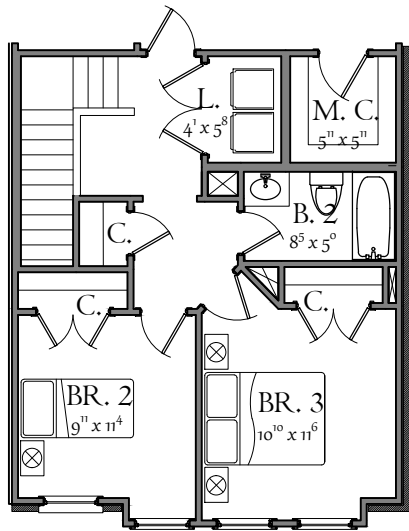 L.
4¹ x 5⁸
M. C.
5¹¹ x 5¹¹
C.
B. 2
8⁵ x 5⁰
C.
C.
BR. 2
9¹¹ x 11⁴
BR. 3
10¹⁰ x 11⁶